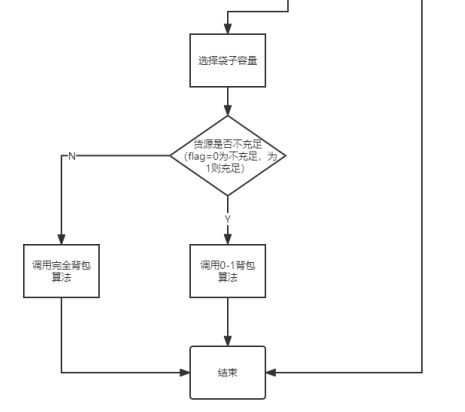 选择袋子容量
货源是否不充足
（flag=0为不充足，为
1则充足）
N
Y
调用完全背包
算法
调用0-1背包
算法
结束